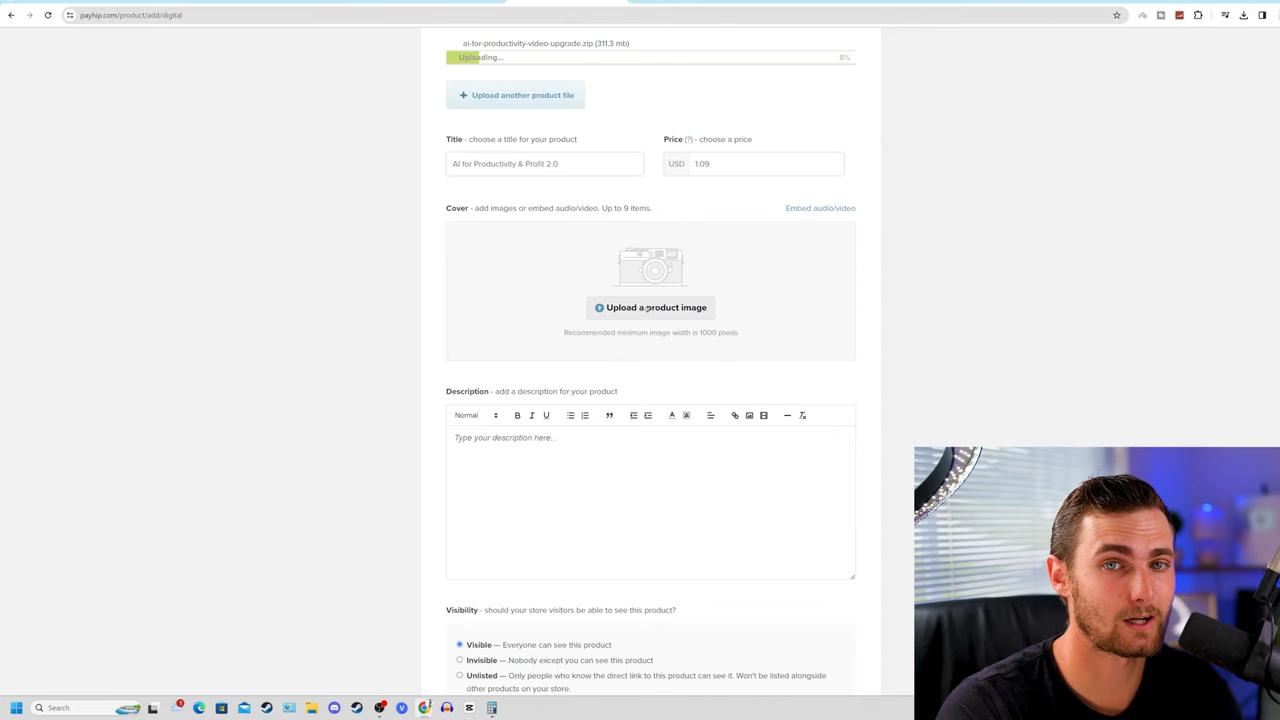 payhip.com/product/add/digital
ai-for-productivity-video-upgrade.zip (311.3 mb)
Uploading...
8%
Upload another product file
Title - choose a title for your product
Price (?) - choose a price
AI for Productivity & Profit 2.0
USD
1.09
Cover - add images or embed audio/video. Up to 9 items.
Embed audio/video
Upload a product image
Recommended minimum image width is 1000 pixels
Description - add a description for your product
Normal
B I U
Type your description here...
Visibility - should your store visitors be able to see this product?
Visible — Everyone can see this product
Invisible — Nobody except you can see this product
Unlisted — Only people who know the direct link to this product can see it. Won't be listed alongside
other products on your store.
Search